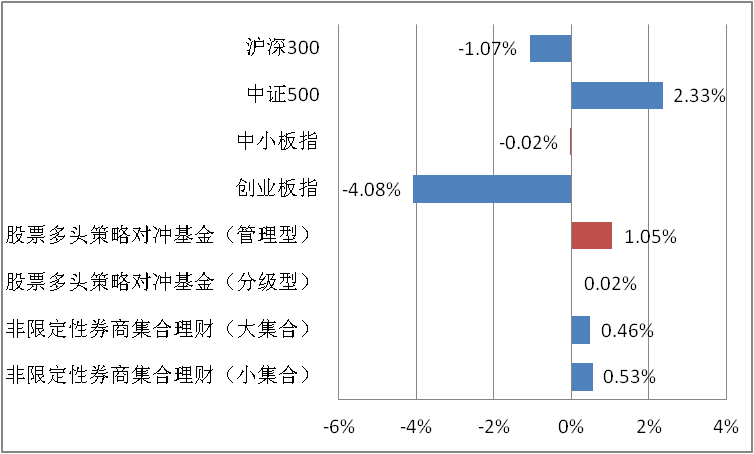 沪深300
-1.07%
中证500
2.33%
中小板指
-0.02%
创业板指
-4.08%
股票多头策略对冲基金（管理型）
1.05%
股票多头策略对冲基金（分级型）
0.02%
非限定性券商集合理财（大集合）
0.46%
非限定性券商集合理财（小集合）
0.53%
-6% -4% -2% 0% 2% 4%